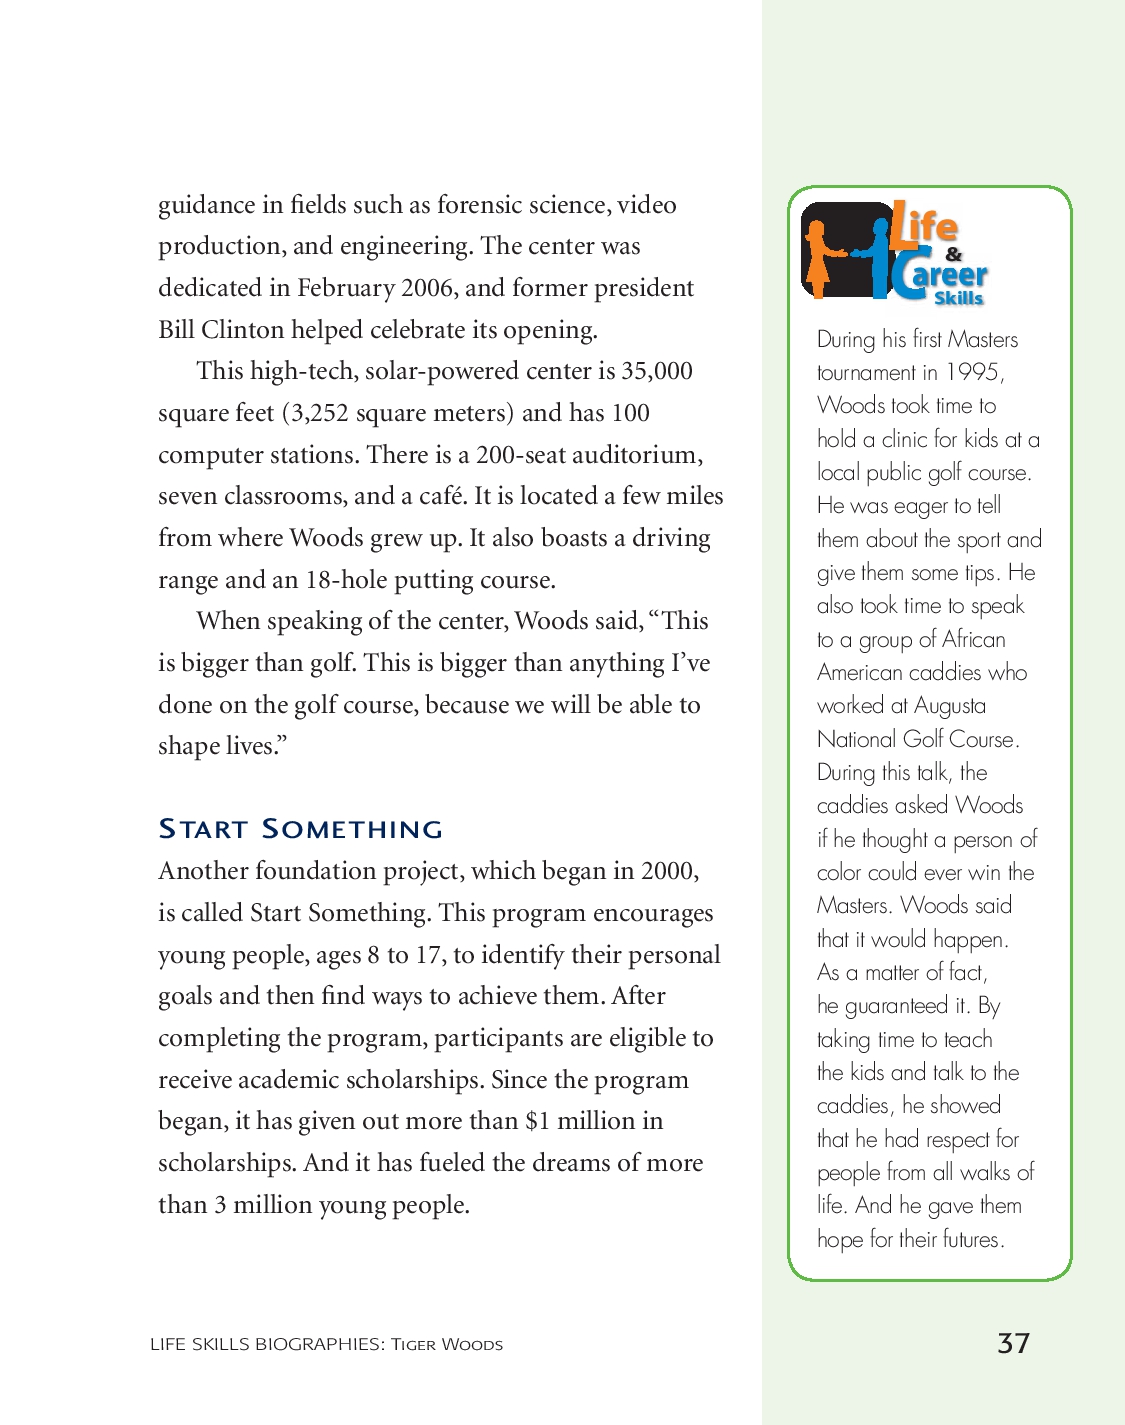 guidance in fields such as forensic science, video
production, and engineering. The center was
dedicated in February 2006, and former president
Bill Clinton helped celebrate its opening.
This high-tech, solar-powered center is 35,000
square feet (3,252 square meters) and has 100
computer stations. There is a 200-seat auditorium,
seven classrooms, and a café. It is located a few miles
from where Woods grew up. It also boasts a driving
range and an 18-hole putting course.
When speaking of the center, Woods said, “This
is bigger than golf. This is bigger than anything I’ve
done on the golf course, because we will be able to
shape lives.”
START SOMETHING
Another foundation project, which began in 2000,
is called Start Something. This program encourages
young people, ages 8 to 17, to identify their personal
goals and then find ways to achieve them. After
completing the program, participants are eligible to
receive academic scholarships. Since the program
began, it has given out more than $1 million in
scholarships. And it has fueled the dreams of more
than 3 million young people.
Life
&
Career
Skills
During his first Masters
tournament in 1995,
Woods took time to
hold a clinic for kids at a
local public golf course.
He was eager to tell
them about the sport and
give them some tips. He
also took time to speak
to a group of African
American caddies who
worked at Augusta
National Golf Course.
During this talk, the
caddies asked Woods
if he thought a person of
color could ever win the
Masters. Woods said
that it would happen.
As a matter of fact,
he guaranteed it. By
taking time to teach
the kids and talk to the
caddies, he showed
that he had respect for
people from all walks of
life. And he gave them
hope for their futures.
LIFE SKILLS BIOGRAPHIES: TIGER WOODS
37